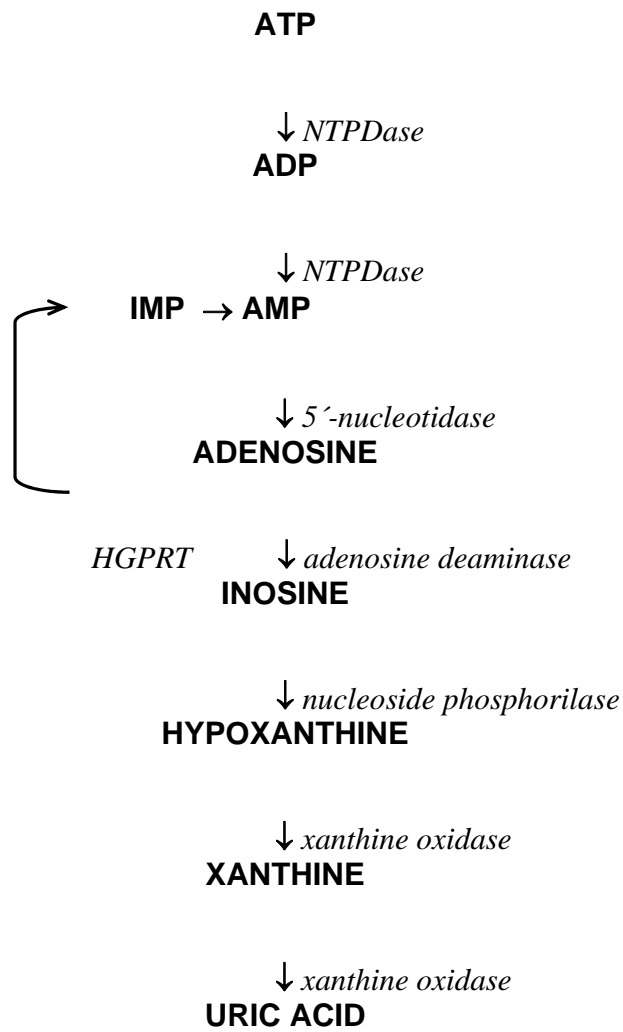 ATP
↓ NTPDase
ADP
↓ NTPDase
IMP → AMP
↓ 5´-nucleotidase
ADENOSINE
HGPRT ↓ adenosine deaminase
INOSINE
↓ nucleoside phosphorilase
HYPOXANTHINE
↓ xanthine oxidase
XANTHINE
↓ xanthine oxidase
URIC ACID